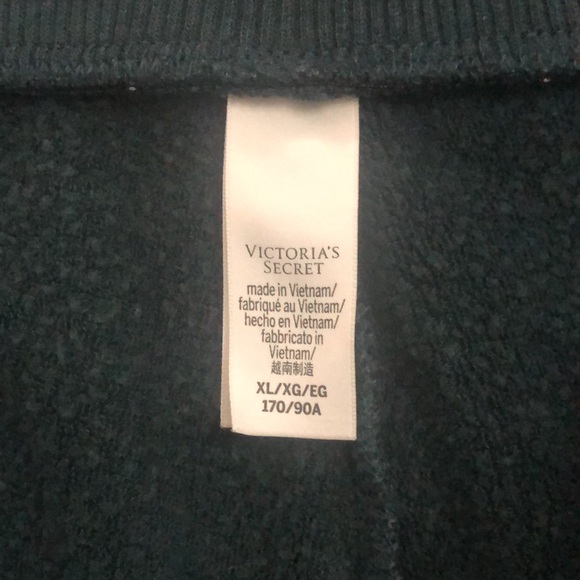 VICTORIA'S
SECRET
made in Vietnam/
fabriqué au Vietnam/
hecho en Vietnam/
fabbricato in
Vietnam/
越南制造
XL/XG/EG
170/90A